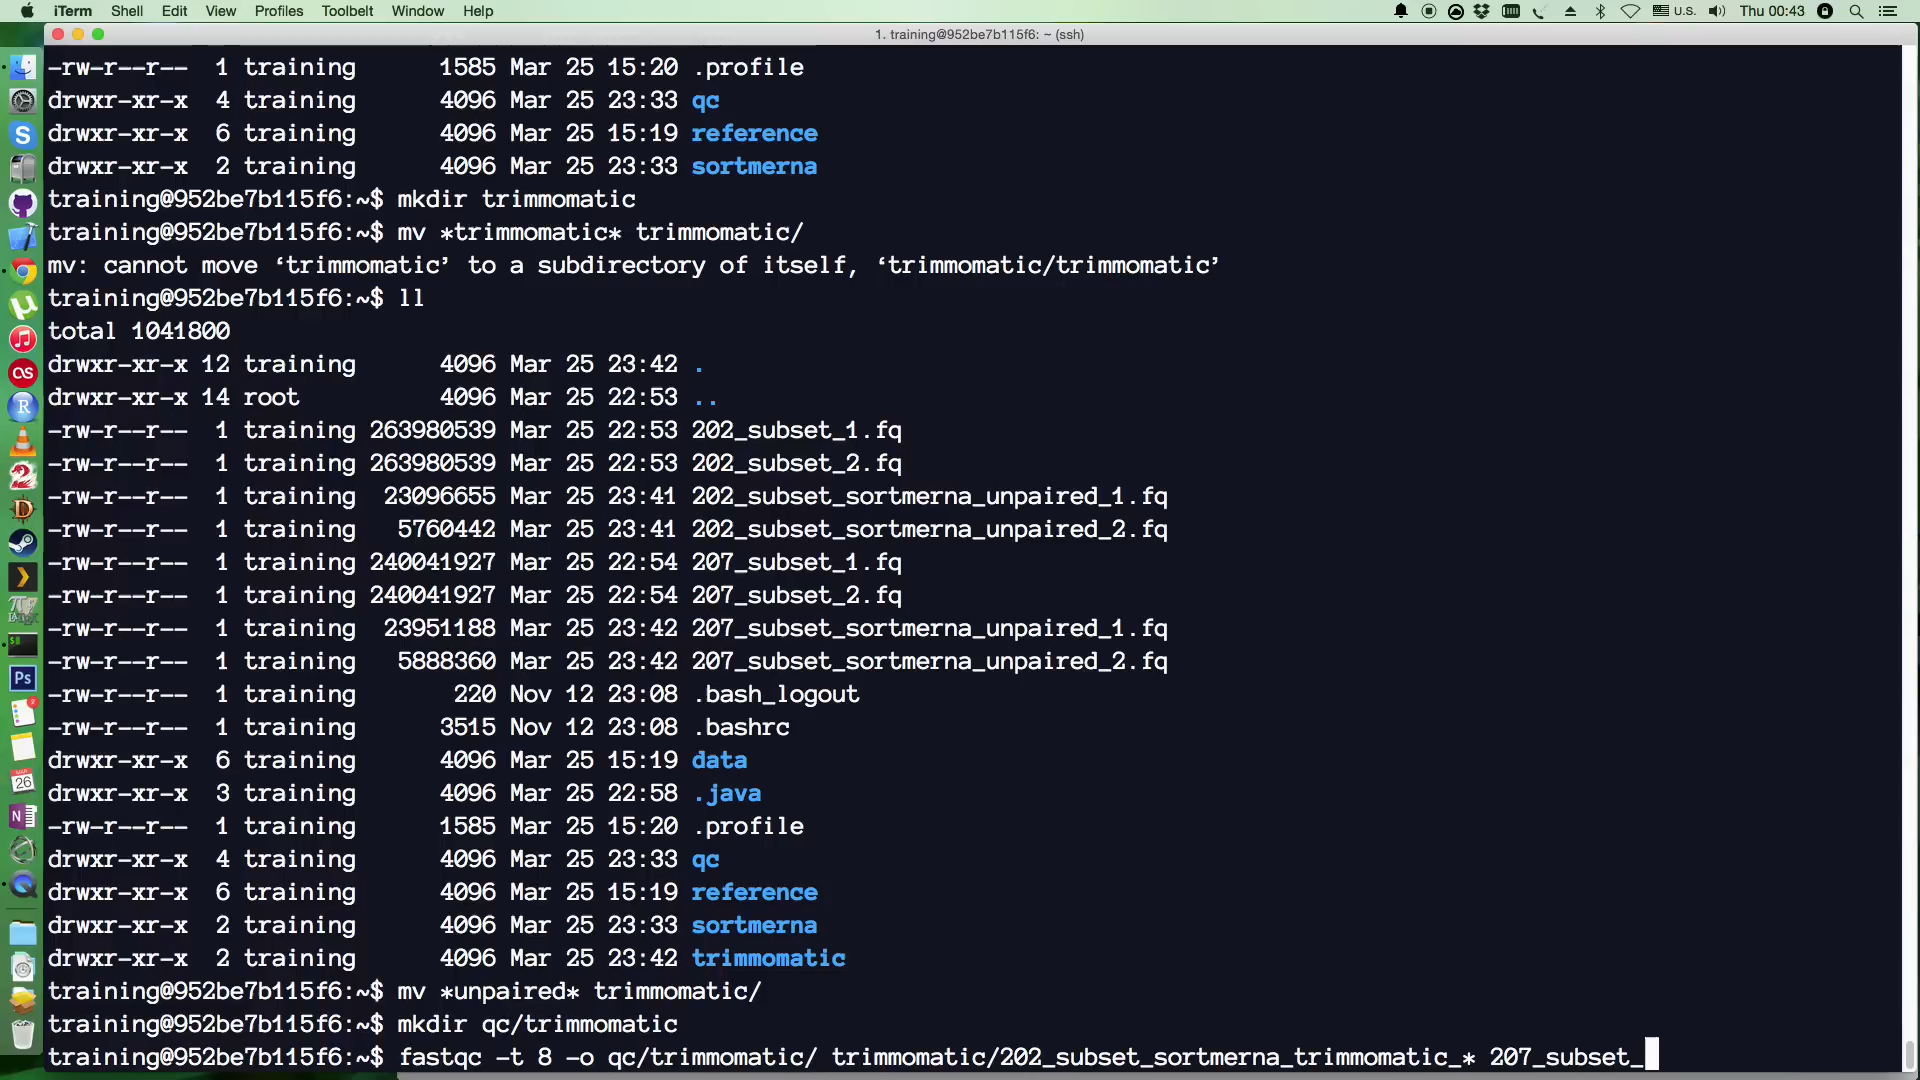 iTerm Shell Edit View Profiles Toolbelt Window Help U.S. Thu 00:43
1. training@952be7b115f6: ~ (ssh)
-rw-r--r-- 1 training 1585 Mar 25 15:20 .profile
drwxr-xr-x 4 training 4096 Mar 25 23:33 qc
drwxr-xr-x 6 training 4096 Mar 25 15:19 reference
drwxr-xr-x 2 training 4096 Mar 25 23:33 sortmerna
training@952be7b115f6:~$ mkdir trimmomatic
training@952be7b115f6:~$ mv *trimmomatic* trimmomatic/
mv: cannot move ‘trimmomatic’ to a subdirectory of itself, ‘trimmomatic/trimmomatic’
training@952be7b115f6:~$ ll
total 1041800
drwxr-xr-x 12 training 4096 Mar 25 23:42 .
drwxr-xr-x 14 root 4096 Mar 25 22:53 ..
-rw-r--r-- 1 training 263980539 Mar 25 22:53 202_subset_1.fq
-rw-r--r-- 1 training 263980539 Mar 25 22:53 202_subset_2.fq
-rw-r--r-- 1 training 23096655 Mar 25 23:41 202_subset_sortmerna_unpaired_1.fq
-rw-r--r-- 1 training 5760442 Mar 25 23:41 202_subset_sortmerna_unpaired_2.fq
-rw-r--r-- 1 training 240041927 Mar 25 22:54 207_subset_1.fq
-rw-r--r-- 1 training 240041927 Mar 25 22:54 207_subset_2.fq
-rw-r--r-- 1 training 23951188 Mar 25 23:42 207_subset_sortmerna_unpaired_1.fq
-rw-r--r-- 1 training 5888360 Mar 25 23:42 207_subset_sortmerna_unpaired_2.fq
-rw-r--r-- 1 training 220 Nov 12 23:08 .bash_logout
-rw-r--r-- 1 training 3515 Nov 12 23:08 .bashrc
drwxr-xr-x 6 training 4096 Mar 25 15:19 data
drwxr-xr-x 3 training 4096 Mar 25 22:58 .java
-rw-r--r-- 1 training 1585 Mar 25 15:20 .profile
drwxr-xr-x 4 training 4096 Mar 25 23:33 qc
drwxr-xr-x 6 training 4096 Mar 25 15:19 reference
drwxr-xr-x 2 training 4096 Mar 25 23:33 sortmerna
drwxr-xr-x 2 training 4096 Mar 25 23:42 trimmomatic
training@952be7b115f6:~$ mv *unpaired* trimmomatic/
training@952be7b115f6:~$ mkdir qc/trimmomatic
training@952be7b115f6:~$ fastqc -t 8 -o qc/trimmomatic/ trimmomatic/202_subset_sortmerna_trimmomatic_* 207_subset_